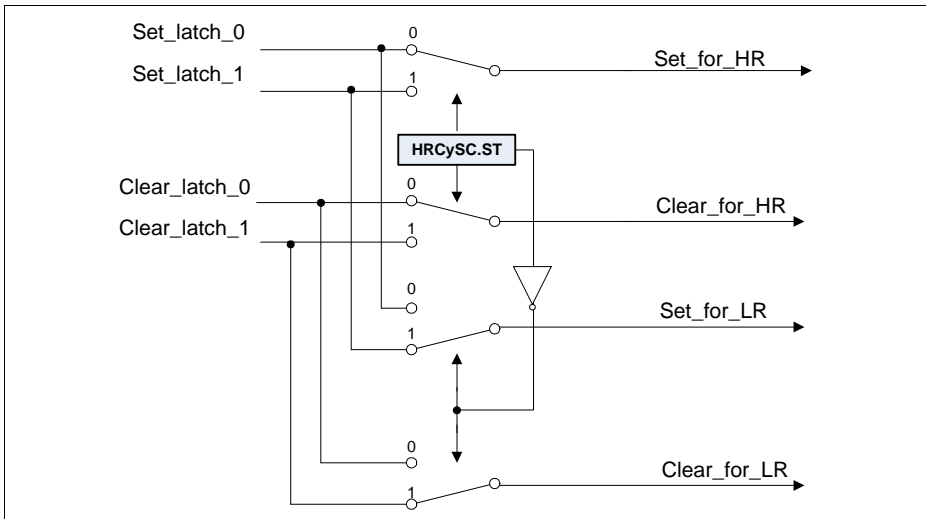 Set_latch_0
0
Set_for_HR
Set_latch_1
1
HRCySC.ST
Clear_latch_0
0
Clear_for_HR
Clear_latch_1
1
0
Set_for_LR
1
0
Clear_for_LR
1